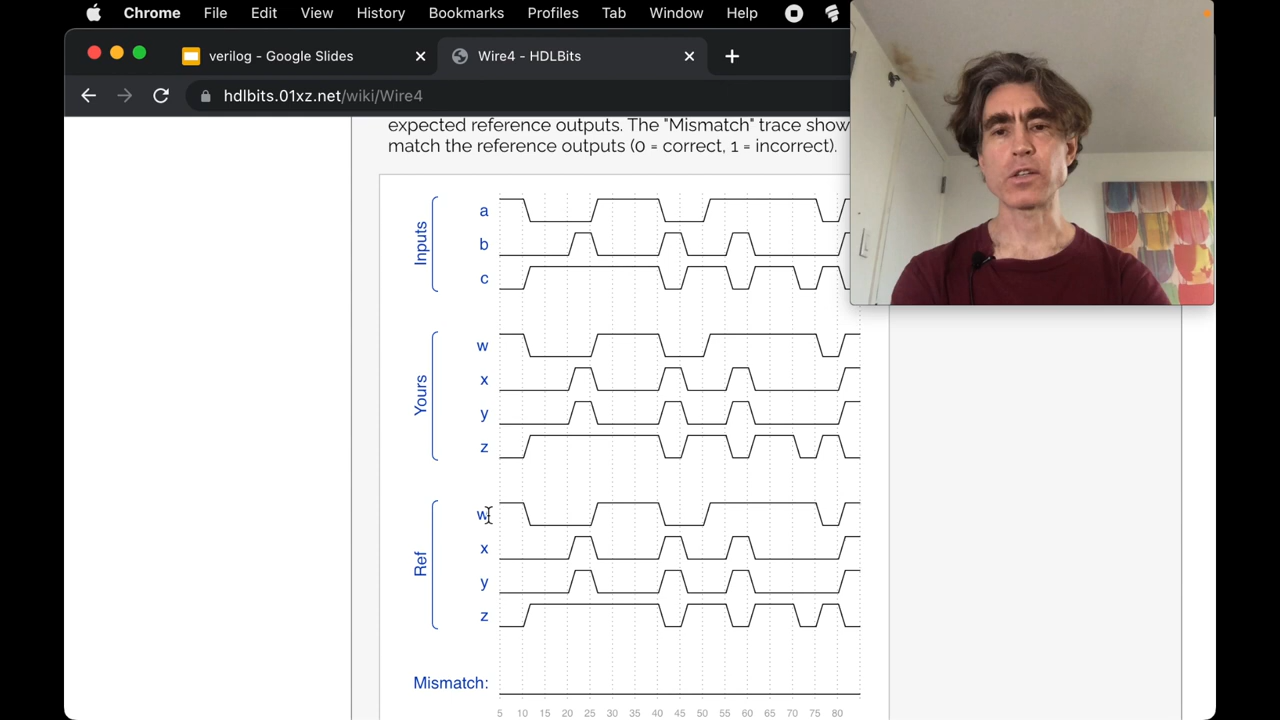 Chrome File Edit View History Bookmarks Profiles Tab Window Help
verilog - Google Slides
Wire4 - HDLBits
hdlbits.01xz.net/wiki/Wire4
expected reference outputs. The "Mismatch" trace show
match the reference outputs (0 = correct, 1 = incorrect).
Inputs
a
b
c
Yours
w
x
y
z
Ref
w
x
y
z
Mismatch:
5 10 15 20 25 30 35 40 45 50 55 60 65 70 75 80